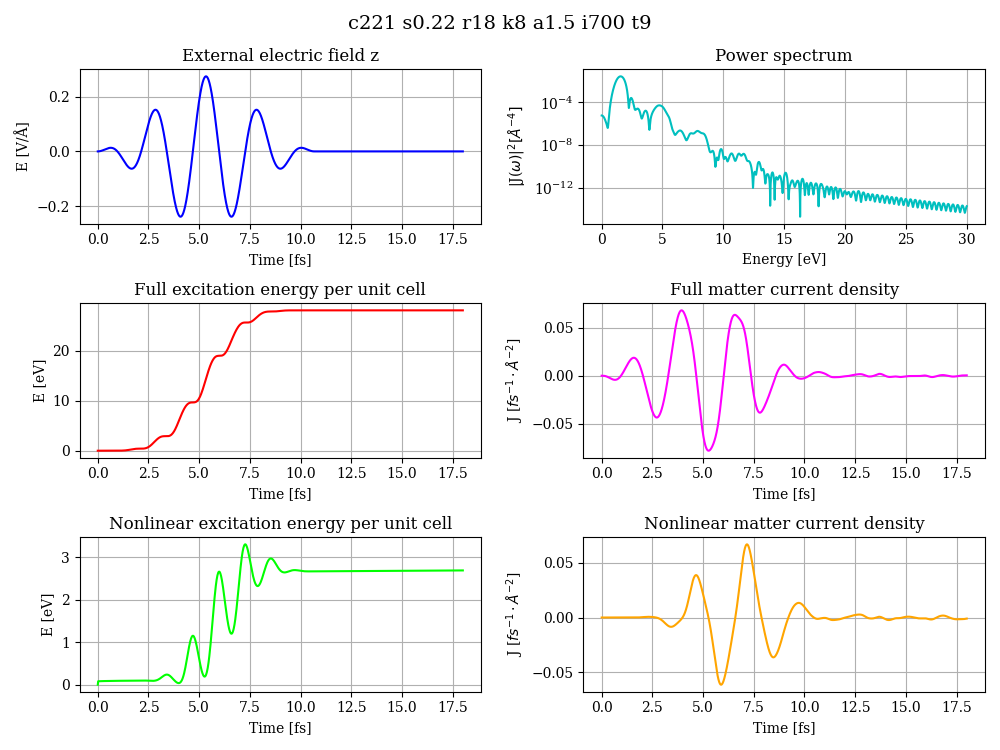 c221 s0.22 r18 k8 a1.5 i700 t9
External electric field z
E [V/Å]
0.2
0.0
−0.2
0.0 2.5 5.0 7.5 10.0 12.5 15.0 17.5
Time [fs]
Power spectrum
|J(ω)|² [Å⁻⁴]
10⁻⁴
10⁻⁸
10⁻¹²
0 5 10 15 20 25 30
Energy [eV]
Full excitation energy per unit cell
E [eV]
20
10
0
0.0 2.5 5.0 7.5 10.0 12.5 15.0 17.5
Time [fs]
Full matter current density
J [fs⁻¹ · Å⁻²]
0.05
0.00
−0.05
0.0 2.5 5.0 7.5 10.0 12.5 15.0 17.5
Time [fs]
Nonlinear excitation energy per unit cell
E [eV]
3
2
1
0
0.0 2.5 5.0 7.5 10.0 12.5 15.0 17.5
Time [fs]
Nonlinear matter current density
J [fs⁻¹ · Å⁻²]
0.05
0.00
−0.05
0.0 2.5 5.0 7.5 10.0 12.5 15.0 17.5
Time [fs]